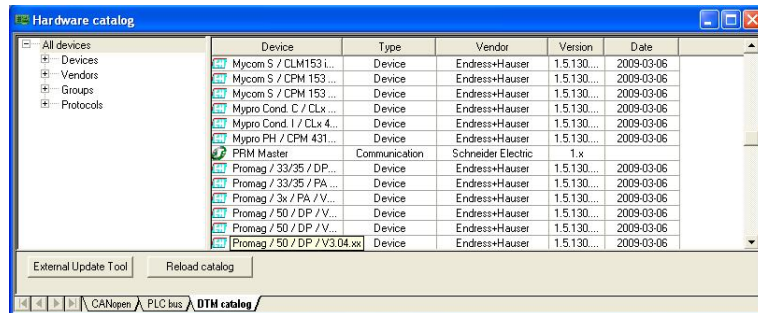 Hardware catalog
All devices
Devices
Vendors
Groups
Protocols
Device Type Vendor Version Date
Mycom S / CLM153 i... Device Endress+Hauser 1.5.130.... 2009-03-06
Mycom S / CPM 153 ... Device Endress+Hauser 1.5.130.... 2009-03-06
Mycom S / CPM 153 ... Device Endress+Hauser 1.5.130.... 2009-03-06
Mypro Cond. C / CLx ... Device Endress+Hauser 1.5.130.... 2009-03-06
Mypro Cond. I / CLx 4... Device Endress+Hauser 1.5.130.... 2009-03-06
Mypro PH / CPM 431... Device Endress+Hauser 1.5.130.... 2009-03-06
PRM Master Communication Schneider Electric 1.x
Promag / 33/35 / DP... Device Endress+Hauser 1.5.130.... 2009-03-06
Promag / 33/35 / PA ... Device Endress+Hauser 1.5.130.... 2009-03-06
Promag / 3x / PA / V... Device Endress+Hauser 1.5.130.... 2009-03-06
Promag / 50 / DP / V... Device Endress+Hauser 1.5.130.... 2009-03-06
Promag / 50 / DP / V... Device Endress+Hauser 1.5.130.... 2009-03-06
Promag / 50 / DP / V3.04.xx Device Endress+Hauser 1.5.130.... 2009-03-06
External Update Tool Reload catalog
CANopen PLC bus DTM catalog